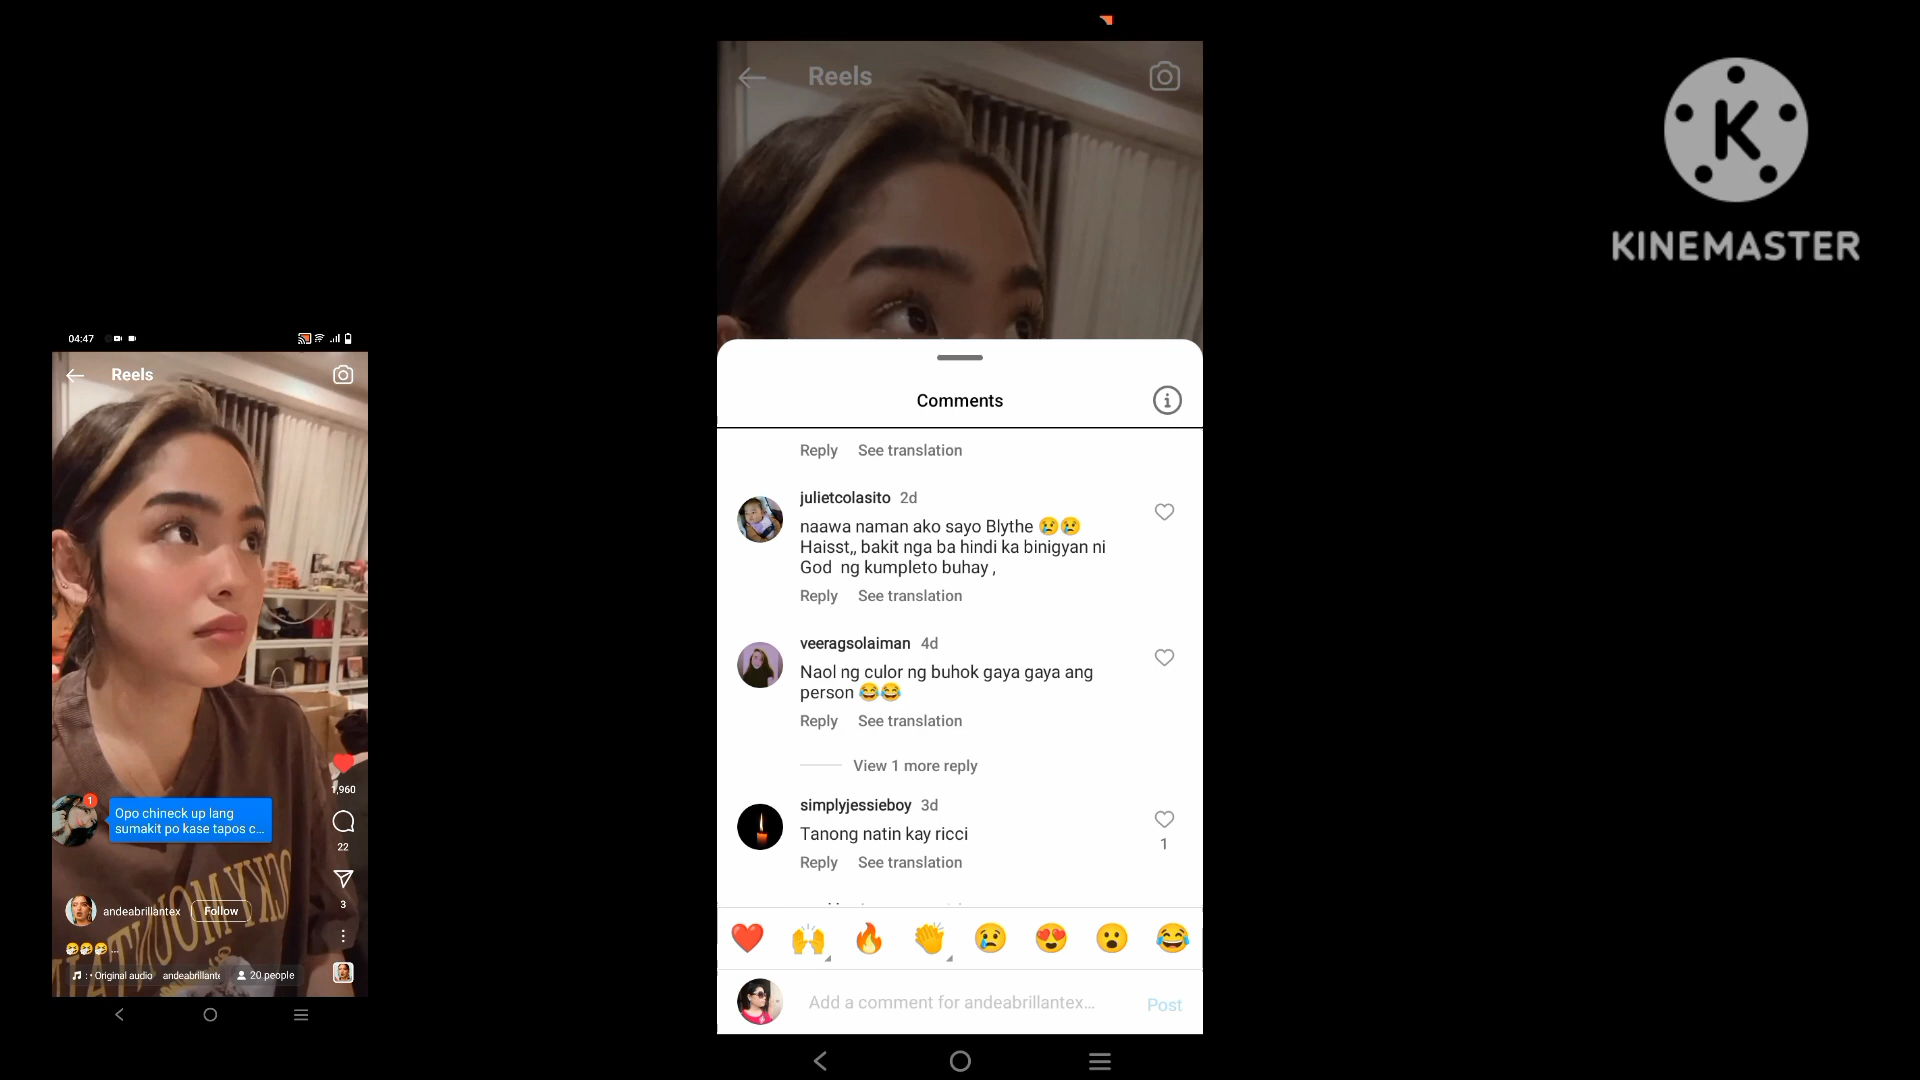 04:47
Reels
Opo chineck up lang
sumakit po kase tapos c...
1
1,960
22
3
andeabrillantex
Follow
Original audio andeabrillante
20 people
Reels
Comments
Reply See translation
julietcolasito 2d
naawa naman ako sayo Blythe 😢😢
Haisst,, bakit nga ba hindi ka binigyan ni
God ng kumpleto buhay ,
Reply See translation
veeragsolaiman 4d
Naol ng culor ng buhok gaya gaya ang
person 😂😂
Reply See translation
View 1 more reply
simplyjessieboy 3d
Tanong natin kay ricci
1
Reply See translation
Add a comment for andeabrillantex...
Post
K
KINEMASTER